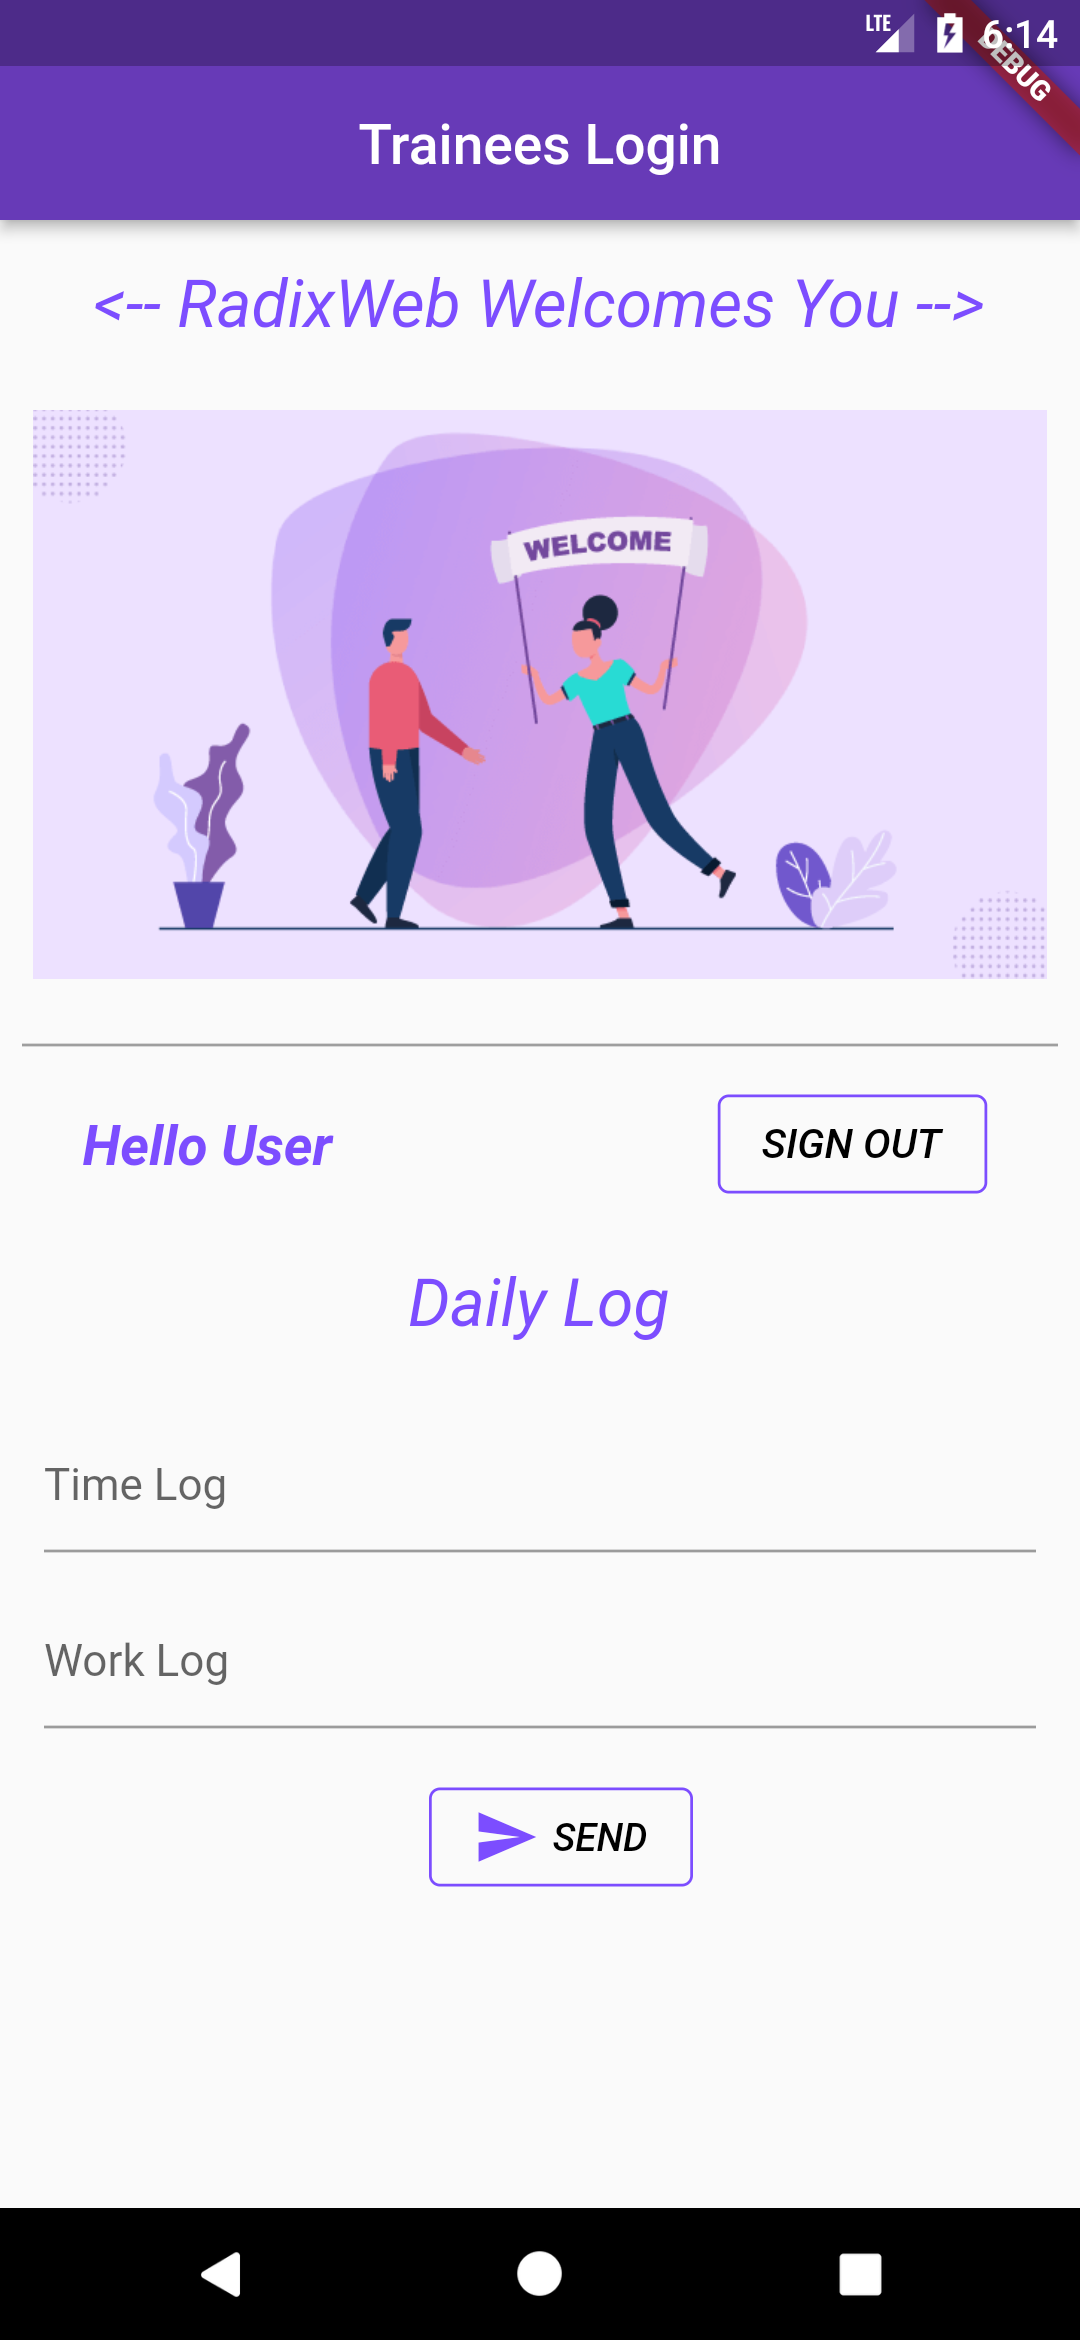 LTE 6:14
DEBUG
Trainees Login
<-- RadixWeb Welcomes You -->
WELCOME
Hello User
SIGN OUT
Daily Log
Time Log
Work Log
SEND